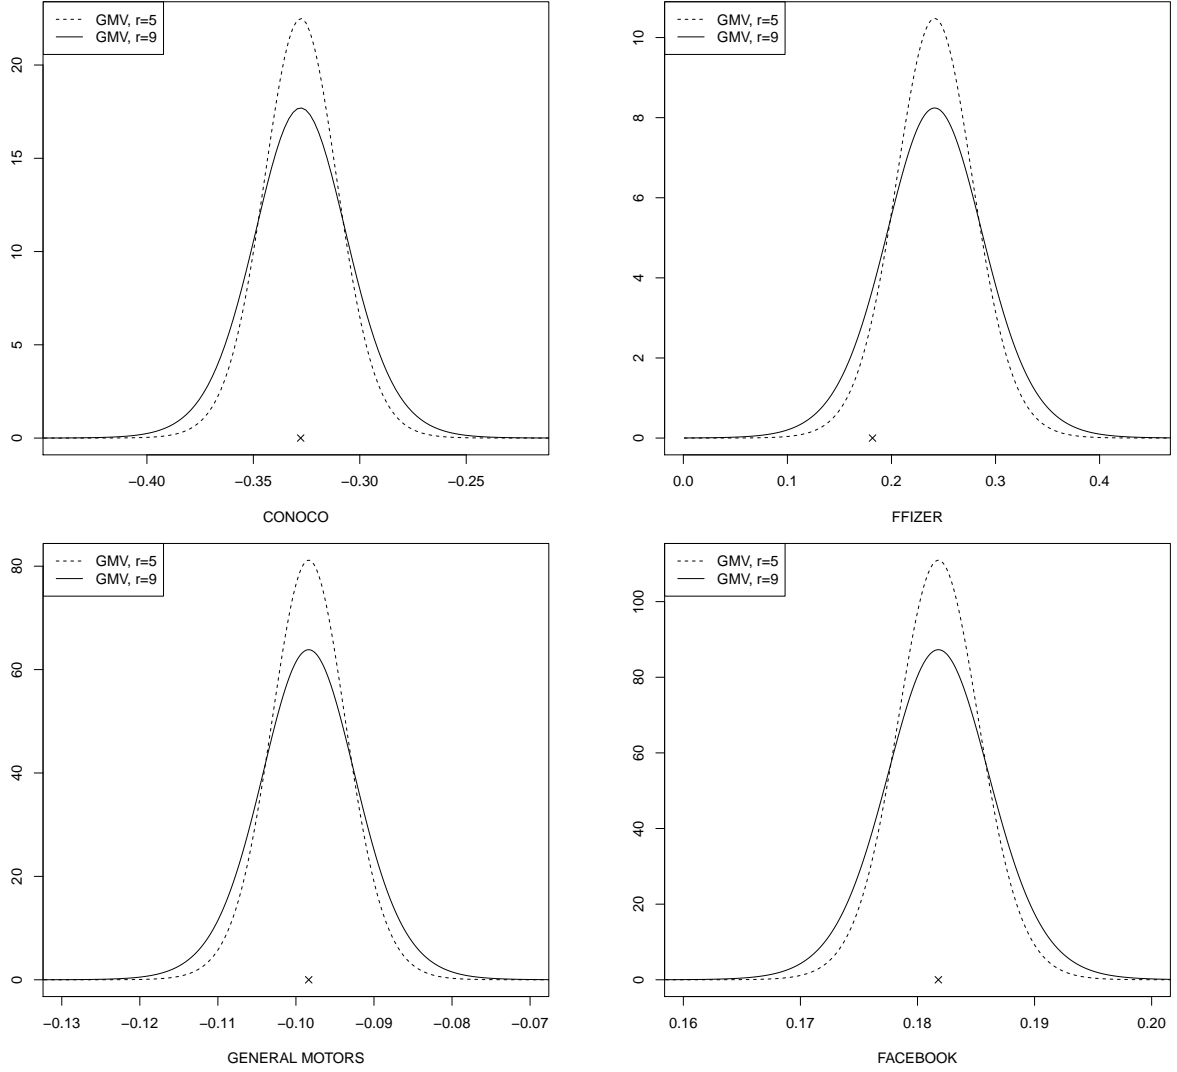 GMV, r=5
GMV, r=9
20
15
10
5
0
−0.40 −0.35 −0.30 −0.25
CONOCO
GMV, r=5
GMV, r=9
10
8
6
4
2
0
0.0 0.1 0.2 0.3 0.4
FFIZER
GMV, r=5
GMV, r=9
80
60
40
20
0
−0.13 −0.12 −0.11 −0.10 −0.09 −0.08 −0.07
GENERAL MOTORS
GMV, r=5
GMV, r=9
100
80
60
40
20
0
0.16 0.17 0.18 0.19 0.20
FACEBOOK